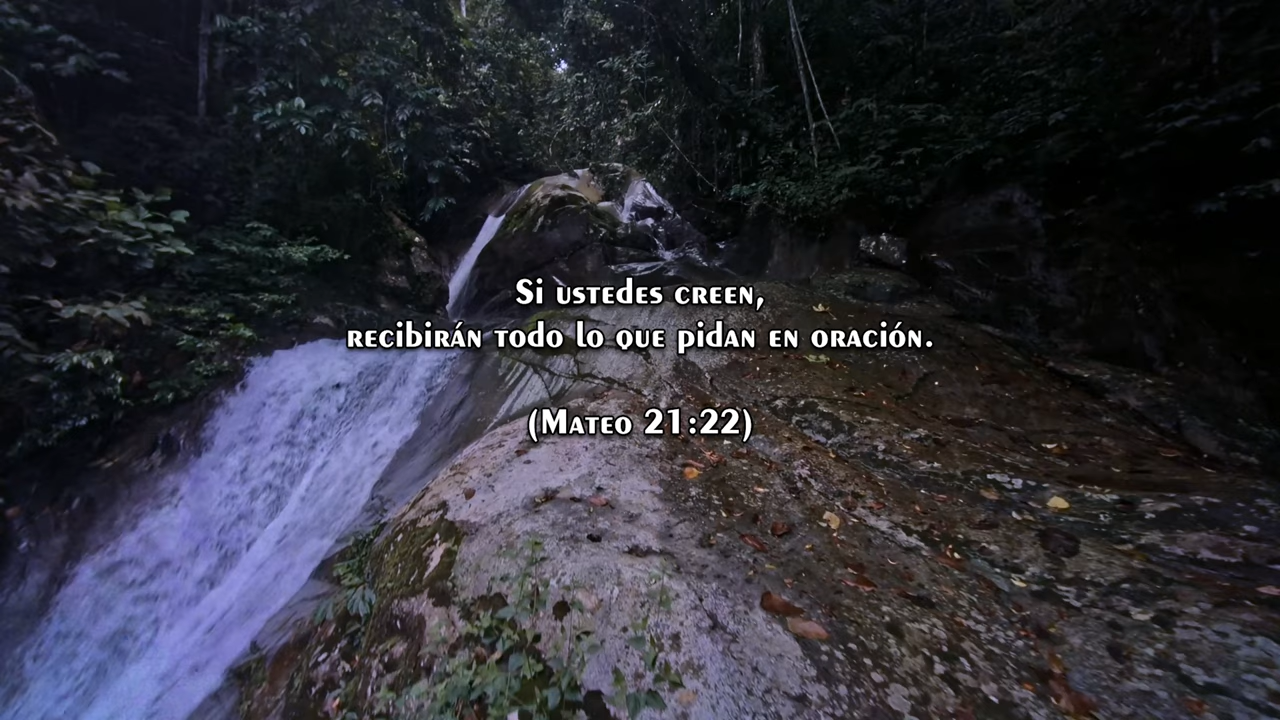 Si ustedes creen,
recibirán todo lo que pidan en oración.
(Mateo 21:22)